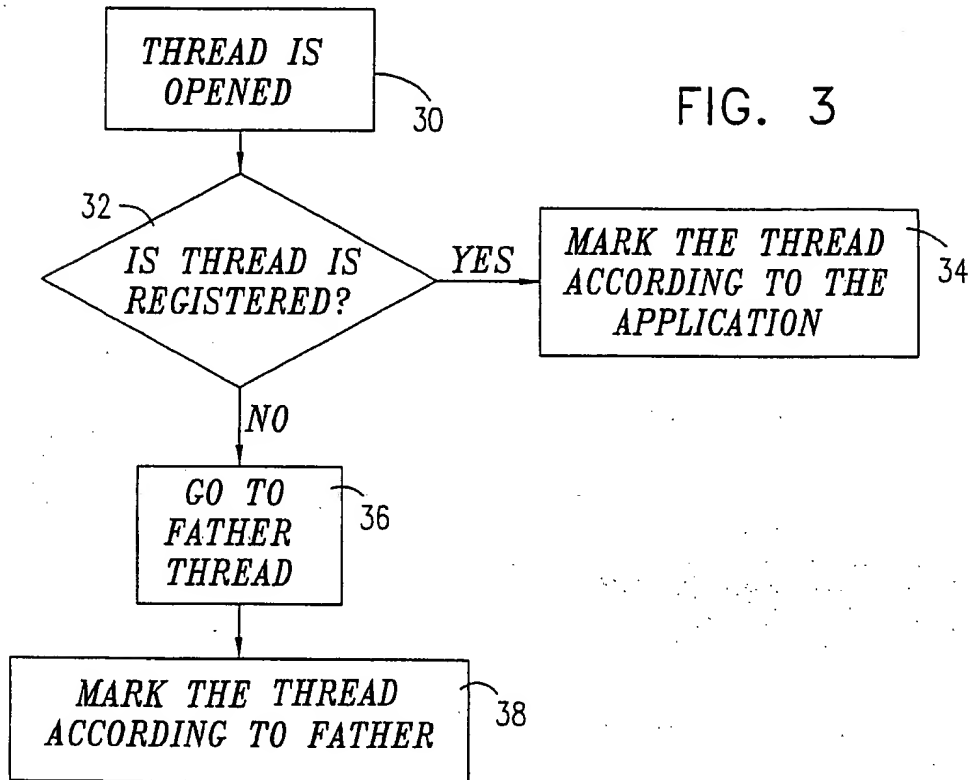 THREAD IS
OPENED
30
FIG. 3
32
IS THREAD IS
REGISTERED?
YES
MARK THE THREAD
ACCORDING TO THE
APPLICATION
34
NO
GO TO
FATHER
THREAD
36
MARK THE THREAD
ACCORDING TO FATHER
38